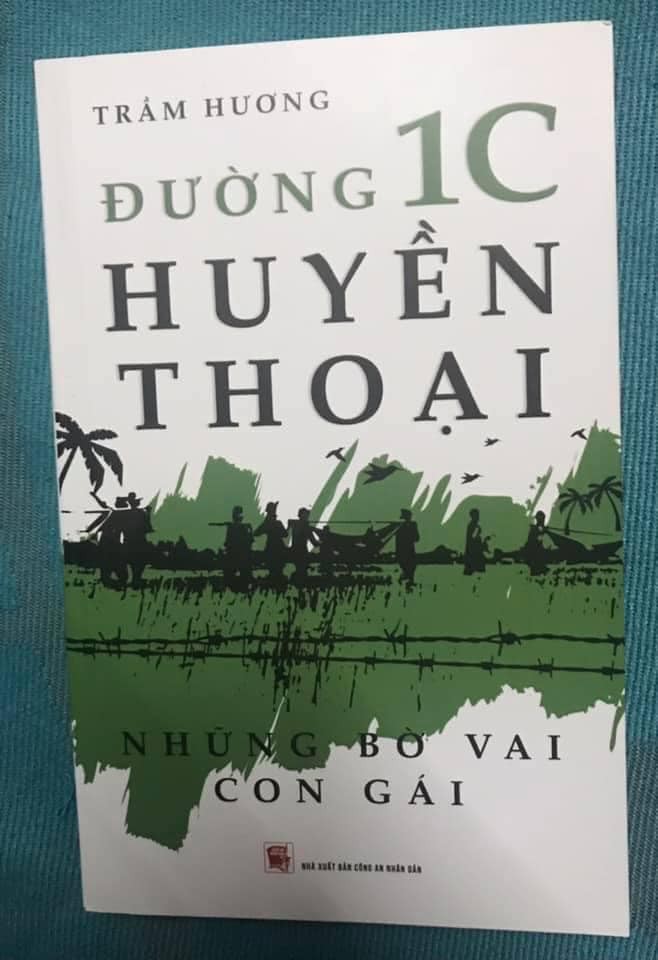 TRẦM HƯƠNG
ĐƯỜNG 1C
HUYỀN
THOẠI
NHỮNG BỜ VAI
CON GÁI
NHÀ XUẤT BẢN CÔNG AN NHÂN DÂN